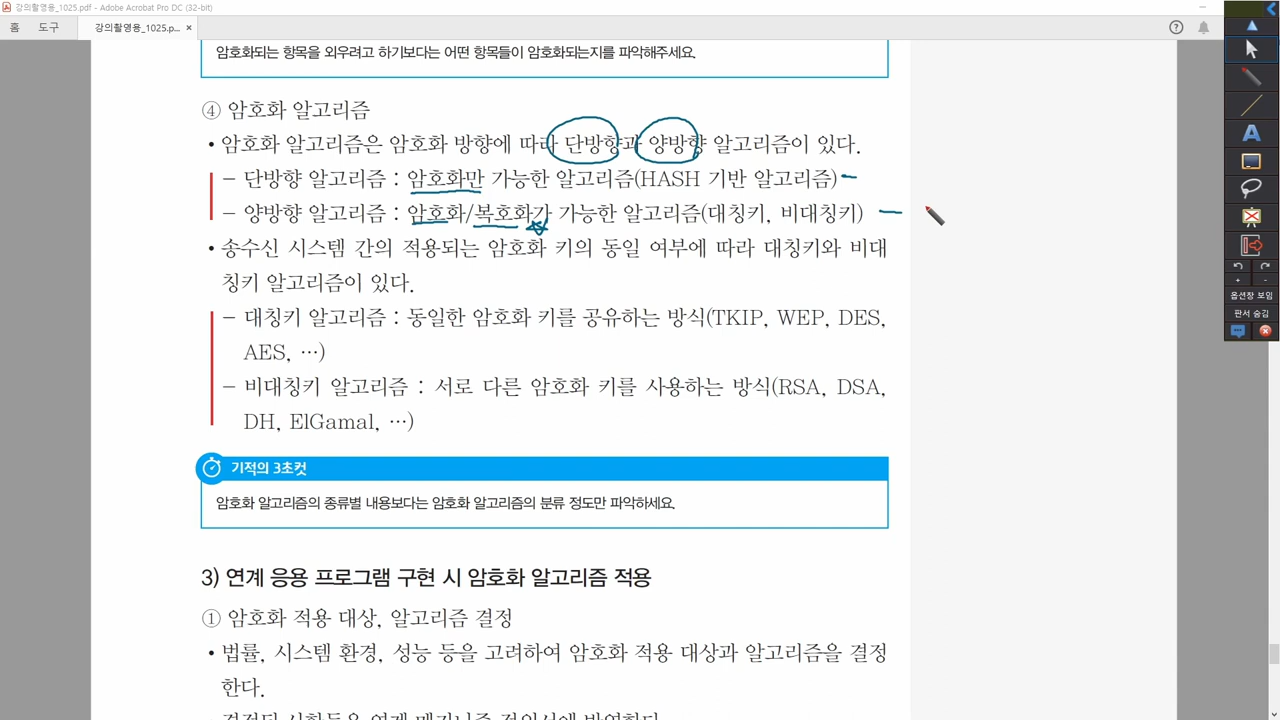 강의촬영용_1025.pdf - Adobe Acrobat Pro DC (32-bit)
홈 도구 강의촬영용_1025.p... ×
암호화되는 항목을 외우려고 하기보다는 어떤 항목들이 암호화되는지를 파악해주세요.
④ 암호화 알고리즘
• 암호화 알고리즘은 암호화 방향에 따라 단방향과 양방향 알고리즘이 있다.
– 단방향 알고리즘 : 암호화만 가능한 알고리즘(HASH 기반 알고리즘)
– 양방향 알고리즘 : 암호화/복호화가 가능한 알고리즘(대칭키, 비대칭키)
• 송수신 시스템 간의 적용되는 암호화 키의 동일 여부에 따라 대칭키와 비대
칭키 알고리즘이 있다.
– 대칭키 알고리즘 : 동일한 암호화 키를 공유하는 방식(TKIP, WEP, DES,
AES, …)
– 비대칭키 알고리즘 : 서로 다른 암호화 키를 사용하는 방식(RSA, DSA,
DH, ElGamal, …)
기적의 3초컷
암호화 알고리즘의 종류별 내용보다는 암호화 알고리즘의 분류 정도만 파악하세요.
3) 연계 응용 프로그램 구현 시 암호화 알고리즘 적용
① 암호화 적용 대상, 알고리즘 결정
• 법률, 시스템 환경, 성능 등을 고려하여 암호화 적용 대상과 알고리즘을 결정
한다.
A
옵션장 보임
판서 숨김